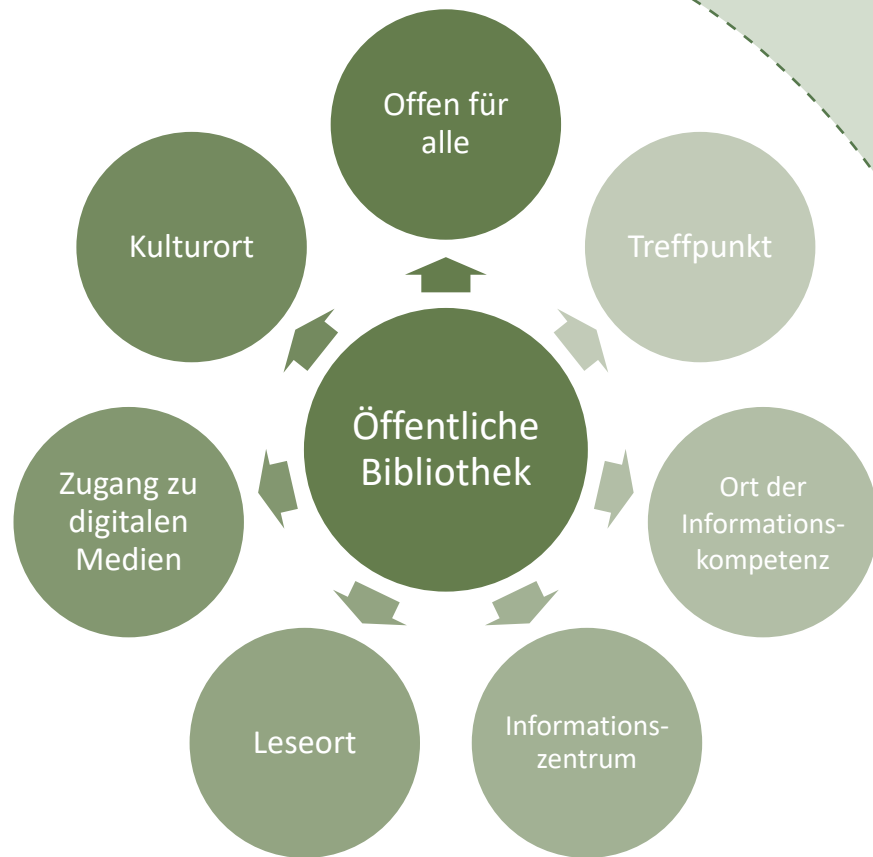 Offen für
alle
Kulturort
Treffpunkt
Öffentliche
Bibliothek
Zugang zu
digitalen
Medien
Ort der
Informations-
kompetenz
Leseort
Informations-
zentrum